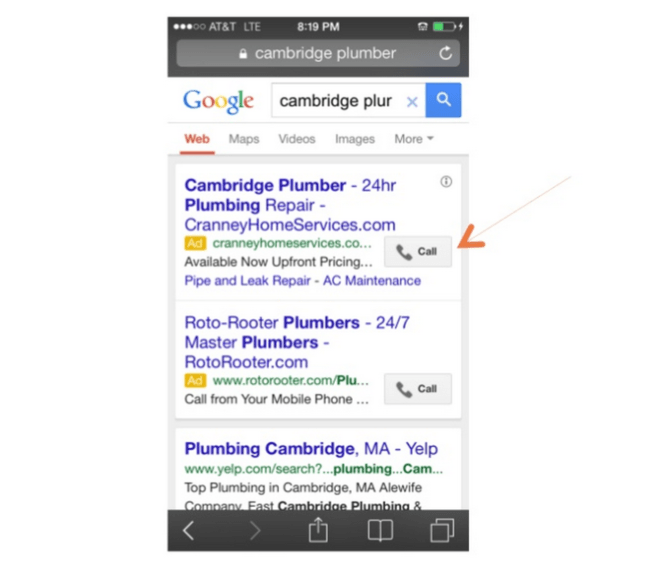 AT&T LTE 8:19 PM
cambridge plumber
Google cambridge plur
Web Maps Videos Images More
Cambridge Plumber - 24hr
Plumbing Repair -
CranneyHomeServices.com
Ad cranneyhomeservices.co...
Available Now Upfront Pricing...
Call
Pipe and Leak Repair - AC Maintenance
Roto-Rooter Plumbers - 24/7
Master Plumbers -
RotoRooter.com
Ad www.rotorooter.com/Plu...
Call from Your Mobile Phone ...
Call
Plumbing Cambridge, MA - Yelp
www.yelp.com/search?...plumbing...Cam...
Top Plumbing in Cambridge, MA Alewife
Company, East Cambridge Plumbing &